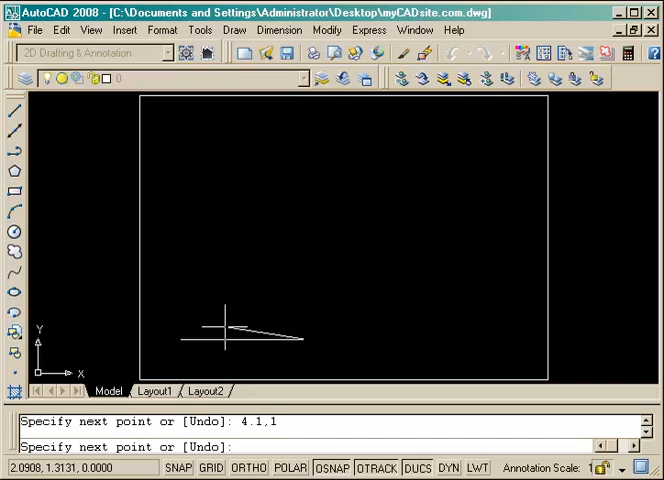 AutoCAD 2008 - [C:\Documents and Settings\Administrator\Desktop\myCADsite.com.dwg]
File Edit View Insert Format Tools Draw Dimension Modify Express Window Help
2D Drafting & Annotation
0
Y
X
Model Layout1 Layout2
Specify next point or [Undo]: 4.1,1
Specify next point or [Undo]:
2.0908, 1.3131, 0.0000 SNAP GRID ORTHO POLAR OSNAP OTRACK DUCS DYN LWT Annotation Scale: